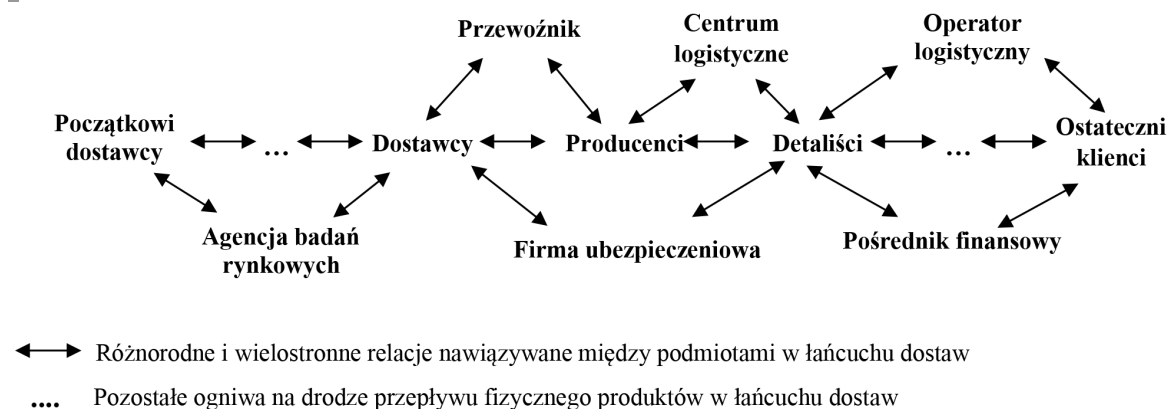 Przewoźnik
Centrum
logistyczne
Operator
logistyczny
Początkowi
dostawcy
...
Dostawcy
Producenci
Detaliści
...
Ostateczni
klienci
Agencja badań
rynkowych
Firma ubezpieczeniowa
Pośrednik finansowy
Różnorodne i wielostronne relacje nawiązywane między podmiotami w łańcuchu dostaw
.... Pozostałe ogniwa na drodze przepływu fizycznego produktów w łańcuchu dostaw